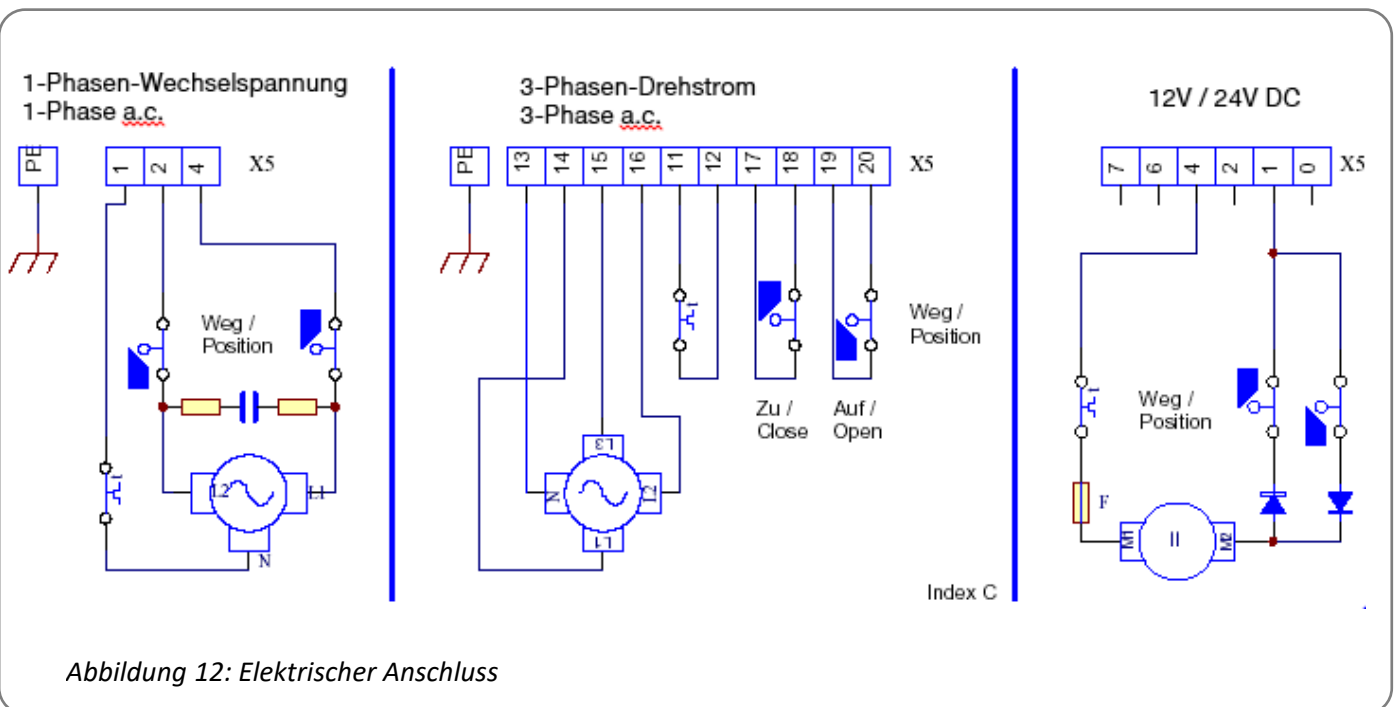 1-Phasen-Wechselspannung
1-Phase a.c.
PE
1 2 4 X5
Weg /
Position
L2 L1
N
3-Phasen-Drehstrom
3-Phase a.c.
PE
13 14 15 16 11 12 17 18 19 20 X5
t
Weg /
Position
Zu /
Close
Auf /
Open
L3
N L2
L1
Index C
12V / 24V DC
7 6 4 2 1 0 X5
t
Weg /
Position
F
M1 II M2
t
Abbildung 12: Elektrischer Anschluss